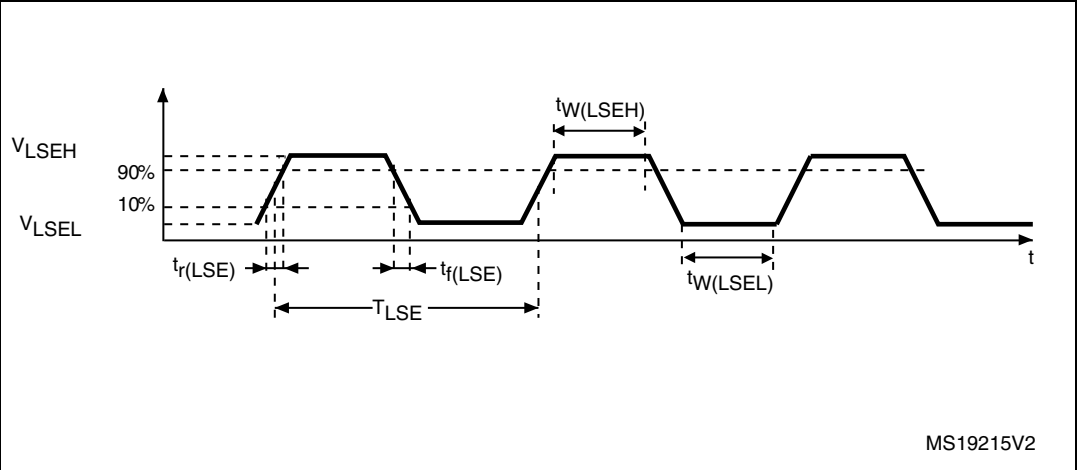 tW(LSEH)
VLSEH
90%
10%
VLSEL
tr(LSE)
tf(LSE)
tW(LSEL)
t
TLSE
MS19215V2